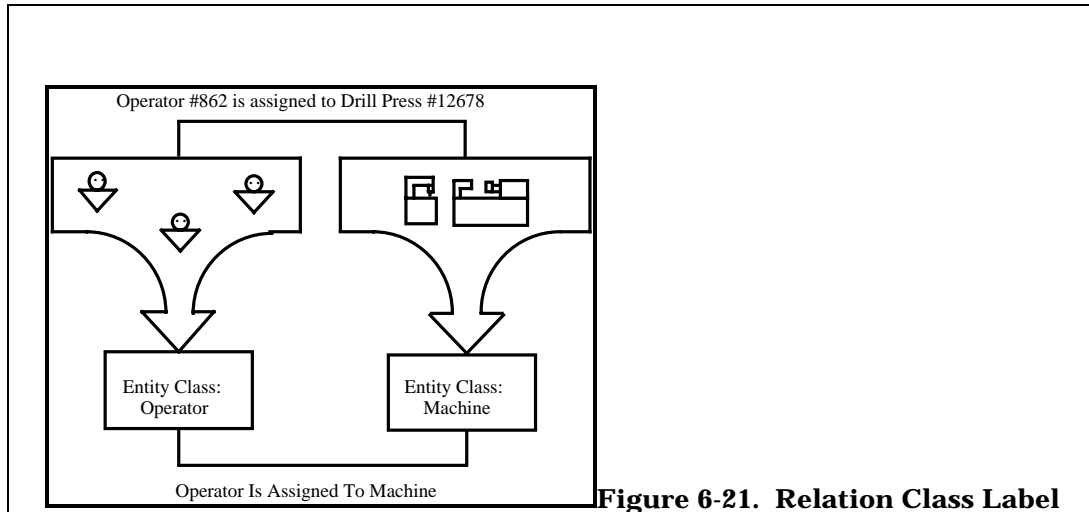 Operator #862 is assigned to Drill Press #12678
Entity Class:
Operator
Entity Class:
Machine
Operator Is Assigned To Machine
Figure 6-21. Relation Class Label